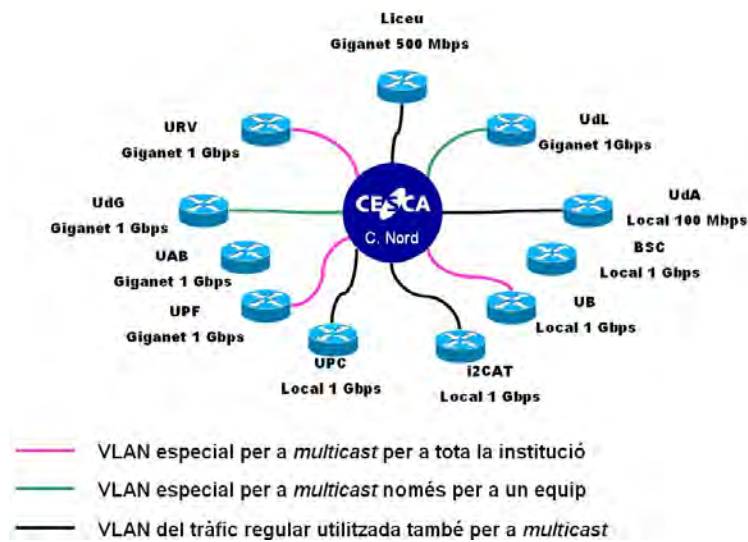 Liceu
Giganet 500 Mbps
URV
Giganet 1 Gbps
UdL
Giganet 1Gbps
UdG
Giganet 1 Gbps
CESCA
C. Nord
UdA
Local 100 Mbps
UAB
Giganet 1 Gbps
BSC
Local 1 Gbps
UPF
Giganet 1 Gbps
UB
Local 1 Gbps
UPC
Local 1 Gbps
i2CAT
Local 1 Gbps
VLAN especial per a multicast per a tota la institució
VLAN especial per a multicast només per a un equip
VLAN del tràfic regular utilitzada també per a multicast